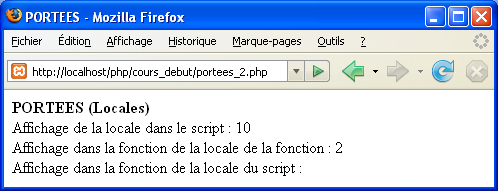 PORTEES - Mozilla Firefox
Fichier Édition Affichage Historique Marque-pages Outils ?
http://localhost/php/cours_debut/portees_2.php
PORTEES (Locales)
Affichage de la locale dans le script : 10
Affichage dans la fonction de la locale de la fonction : 2
Affichage dans la fonction de la locale du script :